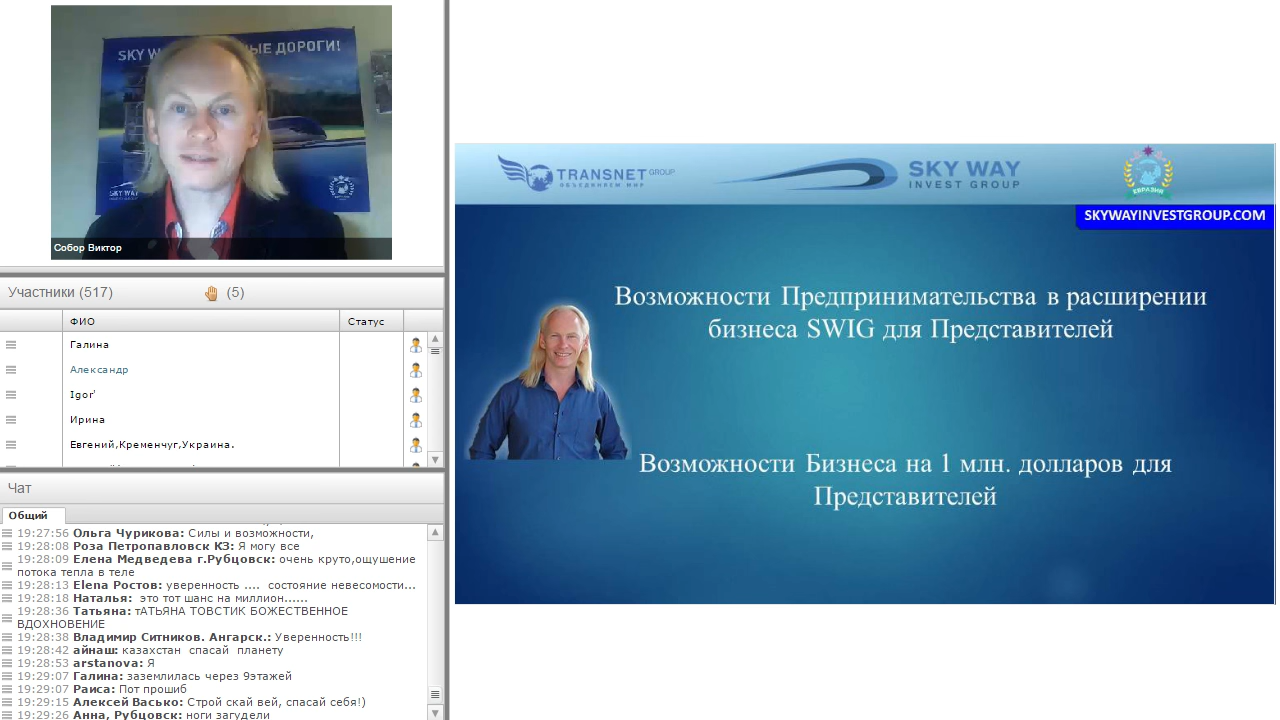 SKY W
ЫЕ ДОРОГИ!
SKY WAY
Собор Виктор
Участники (517)
(5)
ФИО
Статус
Галина
Александр
Igor'
Ирина
Евгений,Кременчуг,Украина.
Чат
Общий
19:27:56 Ольга Чурикова: Силы и возможности,
19:28:08 Роза Петропавловск КЗ: Я могу все
19:28:09 Елена Медведева г.Рубцовск: очень круто,ощушение
потока тепла в теле
19:28:13 Elena Ростов: уверенность .... состояние невесомости...
19:28:18 Наталья: это тот шанс на миллион......
19:28:36 Татьяна: тАТЬЯНА ТОВСТИК БОЖЕСТВЕННОЕ
ВДОХНОВЕНИЕ
19:28:38 Владимир Ситников. Ангарск.: Уверенность!!!
19:28:42 айнаш: казахстан спасай планету
19:28:53 arstanova: Я
19:29:07 Галина: заземлилась через 9этажей
19:29:07 Раиса: Пот прошиб
19:29:15 Алексей Васько: Строй скай вей, спасай себя!)
19:29:26 Анна, Рубцовск: ноги загудели
TRANSNET GROUP
ОБЪЕДИНЯЕМ МИР
SKY WAY
INVEST GROUP
ЕВРАЗИЯ
SKYWAYINVESTGROUP.COM
Возможности Предпринимательства в расширении
бизнеса SWIG для Представителей
Возможности Бизнеса на 1 млн. долларов для
Представителей